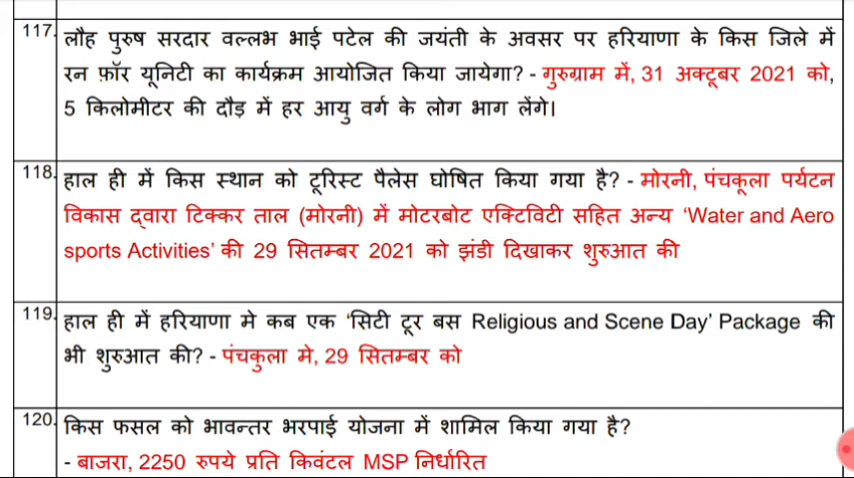 117. लौह पुरुष सरदार वल्लभ भाई पटेल की जयंती के अवसर पर हरियाणा के किस जिले में
रन फ़ॉर यूनिटी का कार्यक्रम आयोजित किया जायेगा? - गुरुग्राम में, 31 अक्टूबर 2021 को,
5 किलोमीटर की दौड़ में हर आयु वर्ग के लोग भाग लेंगे।
118. हाल ही में किस स्थान को टूरिस्ट पैलेस घोषित किया गया है? - मोरनी, पंचकूला पर्यटन
विकास द्वारा टिक्कर ताल (मोरनी) में मोटरबोट एक्टिविटी सहित अन्य ‘Water and Aero
sports Activities’ की 29 सितम्बर 2021 को झंडी दिखाकर शुरुआत की
119. हाल ही में हरियाणा मे कब एक ‘सिटी टूर बस Religious and Scene Day’ Package की
भी शुरुआत की? - पंचकुला मे, 29 सितम्बर को
120. किस फसल को भावन्तर भरपाई योजना में शामिल किया गया है?
- बाजरा, 2250 रुपये प्रति किवंटल MSP निर्धारित